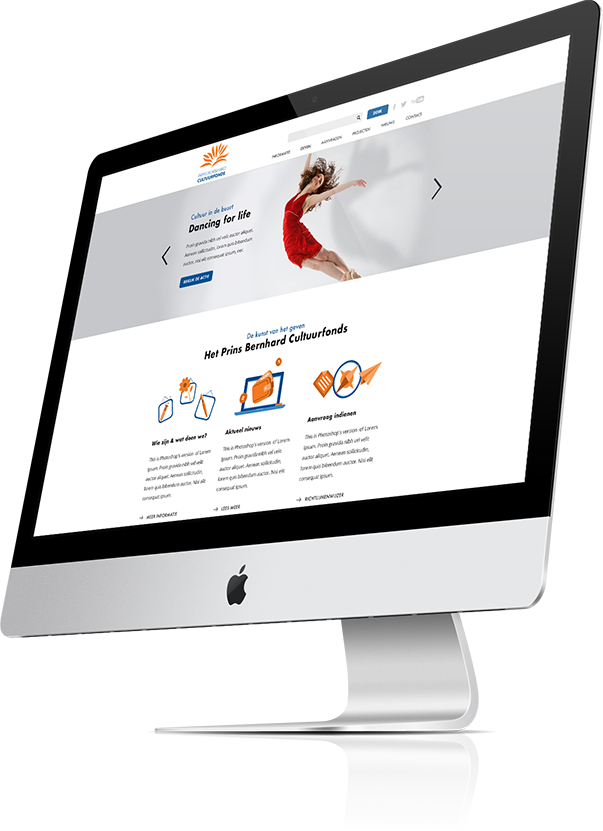 ZOEK
You Tube
INFORMATIE GEVEN AANVRAGEN PROJECTEN NIEUWS CONTACT
PRINS BERNHARD
CULTUURFONDS
Cultuur in de buurt
Dancing for life
Proin gravida nibh vel velit auctor aliquet.
Aenean sollicitudin, lorem quis bibendum
auctor, nisi elit consequat ipsum, nec
BEKIJK DE ACTIE
De kunst van het geven
Het Prins Bernhard Cultuurfonds
Wie zijn & wat doen we?
This is Photoshop's version of Lorem
Ipsum. Proin gravida nibh vel velit
auctor aliquet. Aenean sollicitudin,
lorem quis bibendum auctor. Nisi elit
consequat ipsum.
MEER INFORMATIE
Aktueel nieuws
This is Photoshop's version of Lorem
Ipsum. Proin gravida nibh vel velit
auctor aliquet. Aenean sollicitudin,
lorem quis bibendum auctor. Nisi elit
consequat ipsum.
LEES MEER
Aanvraag indienen
This is Photoshop's version of Lorem
Ipsum. Proin gravida nibh vel velit
auctor aliquet. Aenean sollicitudin,
lorem quis bibendum auctor. Nisi elit
consequat ipsum.
RICHTLIJNENWIJZER